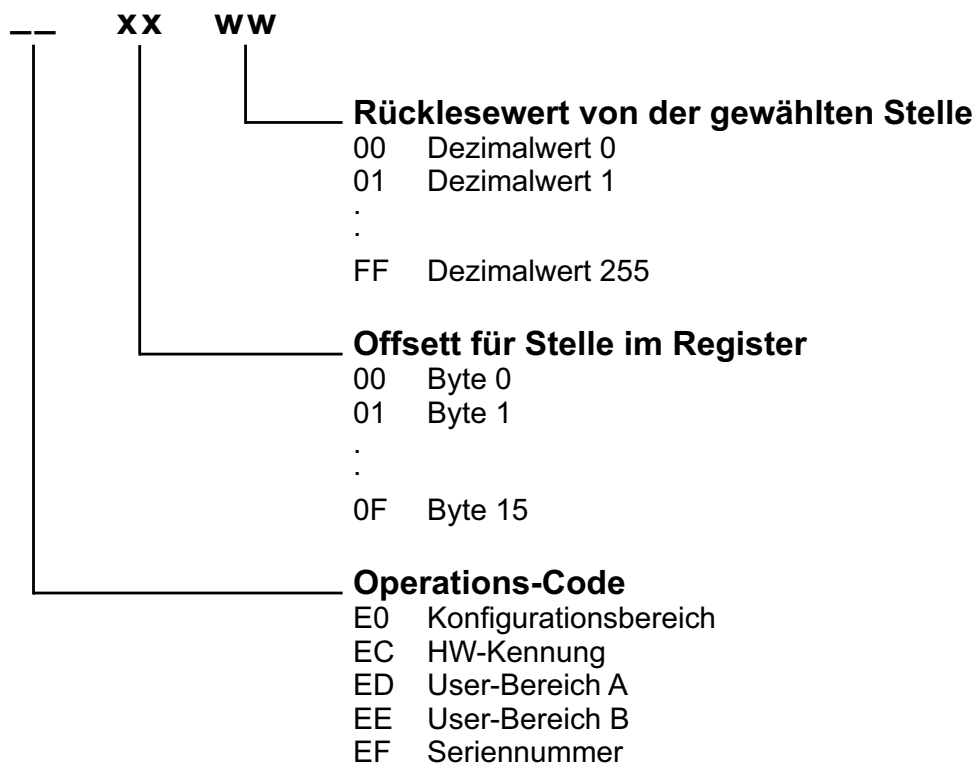 __ xx ww
Rücklesewert von der gewählten Stelle
00 Dezimalwert 0
01 Dezimalwert 1
.
.
FF Dezimalwert 255
Offsett für Stelle im Register
00 Byte 0
01 Byte 1
.
.
0F Byte 15
Operations-Code
E0 Konfigurationsbereich
EC HW-Kennung
ED User-Bereich A
EE User-Bereich B
EF Seriennummer